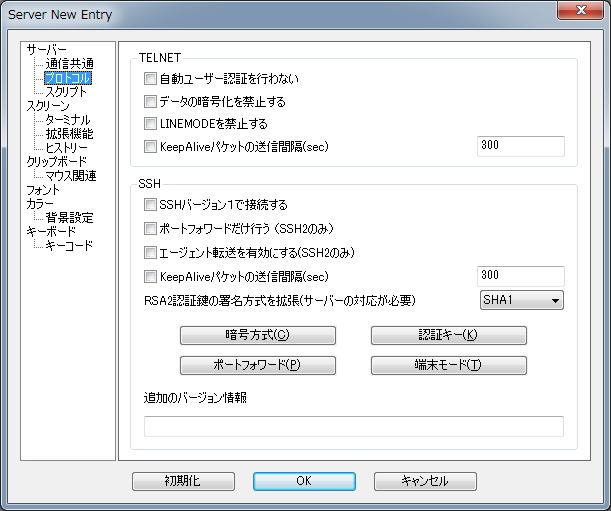 Server New Entry
サーバー
通信共通
プロトコル
スクリプト
スクリーン
ターミナル
拡張機能
ヒストリー
クリップボード
マウス関連
フォント
カラー
背景設定
キーボード
キーコード
TELNET
自動ユーザー認証を行わない
データの暗号化を禁止する
LINEMODEを禁止する
KeepAliveパケットの送信間隔(sec) 300
SSH
SSHバージョン1で接続する
ポートフォワードだけ行う (SSH2のみ)
エージェント転送を有効にする(SSH2のみ)
KeepAliveパケットの送信間隔(sec) 300
RSA2認証鍵の署名方式を拡張(サーバーの対応が必要) SHA1
暗号方式(C) 認証キー(K)
ポートフォワード(P) 端末モード(T)
追加のバージョン情報
初期化 OK キャンセル